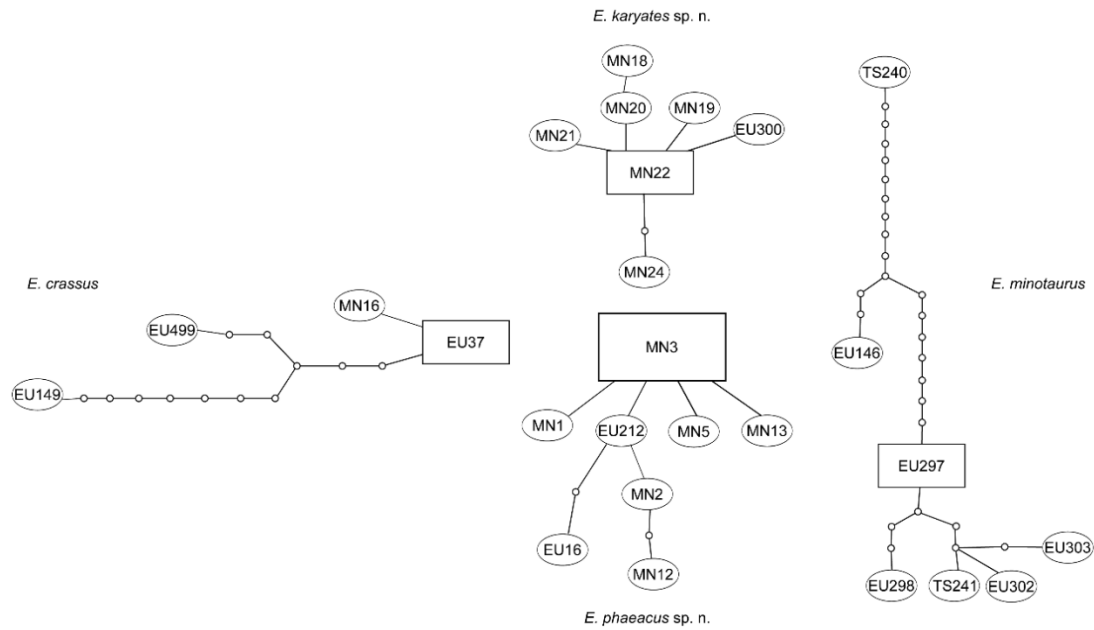 E. karyates sp. n.
MN18
MN20
MN19
MN21
EU300
MN22
MN24
TS240
E. minotaurus
EU146
EU297
EU298
TS241
EU302
EU303
E. crassus
MN16
EU499
EU37
EU149
MN3
MN1
EU212
MN5
MN13
MN2
EU16
MN12
E. phaeacus sp. n.